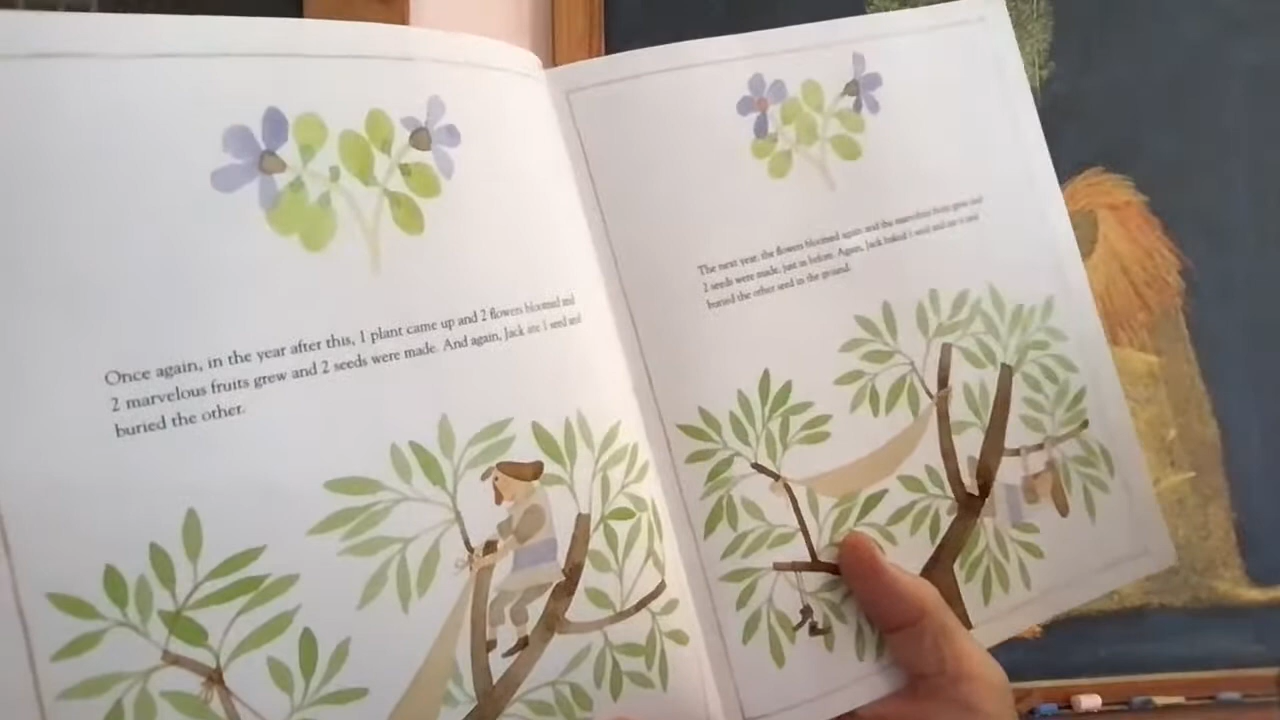 Once again, in the year after this, 1 plant came up and 2 flowers bloomed and
2 marvelous fruits grew and 2 seeds were made. And again, Jack ate 1 seed and
buried the other.
The next year, the flowers bloomed again and the marvelous fruits grew and
2 seeds were made, just as before. Again, Jack baked 1 seed and ate it and
buried the other seed in the ground.